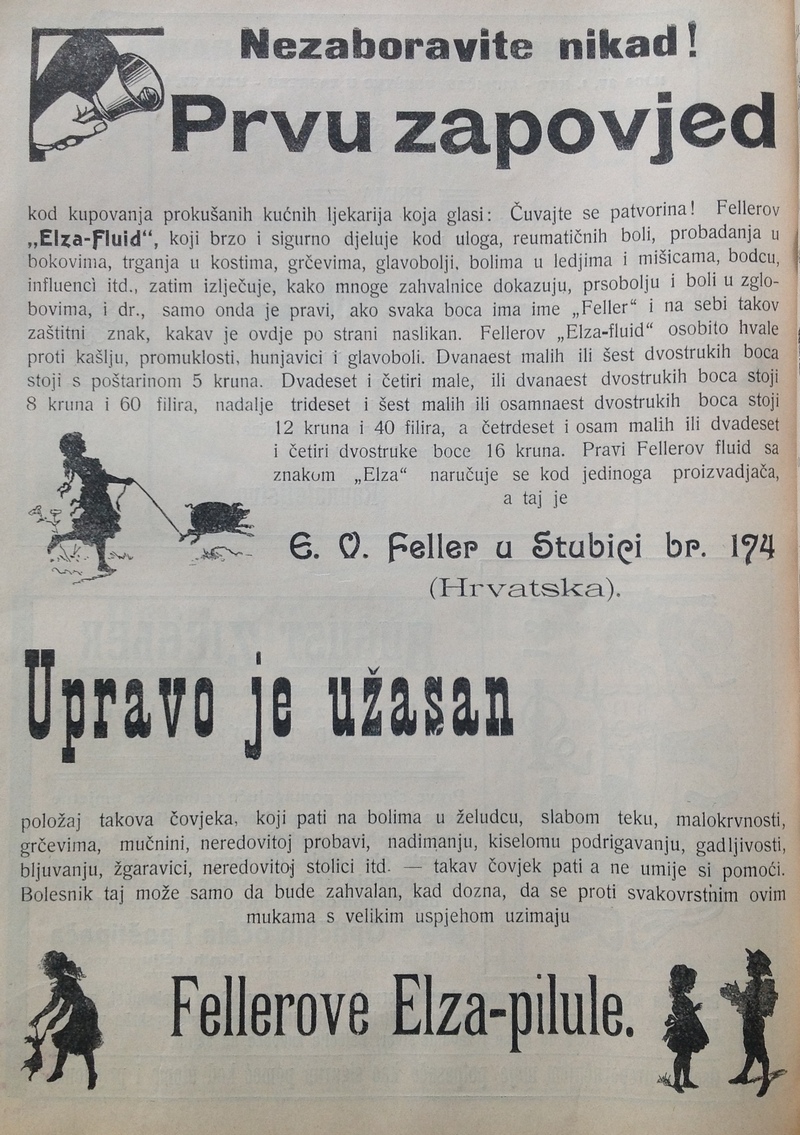 Nezaboravite nikad!
Prvu zapovjed
kod kupovanja prokušanih kućnih ljekarija koja glasi: Čuvajte se patvorina! Fellerov
„Elza-Fluid“, koji brzo i sigurno djeluje kod uloga, reumatičnih boli, probadanja u
bokovima, trganja u kostima, grčevima, glavobolji, bolima u ledjima i mišicama, bodcu,
influenci itd., zatim izlječuje, kako mnoge zahvalnice dokazuju, prsobolju i boli u zglo-
bovima, i dr., samo onda je pravi, ako svaka boca ima ime „Feller“ i na sebi takov
zaštitni znak, kakav je ovdje po strani naslikan. Fellerov „Elza-fluid“ osobito hvale
proti kašlju, promuklosti, hunjavici i glavoboli. Dvanaest malih ili šest dvostrukih boca
stoji s poštarinom 5 kruna. Dvadeset i četiri male, ili dvanaest dvostrukih boca stoji
8 kruna i 60 filira, nadalje trideset i šest malih ili osamnaest dvostrukih boca stoji
12 kruna i 40 filira, a četrdeset i osam malih ili dvadeset
i četiri dvostruke boce 16 kruna. Pravi Fellerov fluid sa
znakom „Elza“ naručuje se kod jedinoga proizvadjača,
a taj je
E. V. Feller u Stubici br. 174
(Hrvatska).
Upravo je užasan
položaj takova čovjeka, koji pati na bolima u želudcu, slabom teku, malokrvnosti,
grčevima, mučnini, neredovitoj probavi, nadimanju, kiselomu podrigavanju, gadljivosti,
bljuvanju, žgaravici, neredovitoj stolici itd. — takav čovjek pati a ne umije si pomoći.
Bolesnik taj može samo da bude zahvalan, kad dozna, da se proti svakovrstnim ovim
mukama s velikim uspjehom uzimaju
Fellerove Elza-pilule.